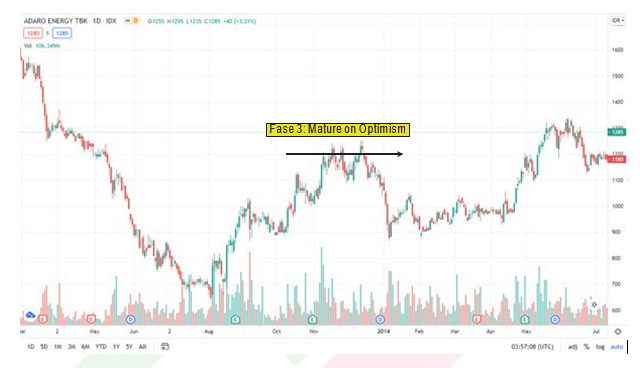 ADARO ENERGY TBK · 1D · IDX D O1255 H1295 L1235 C1285 +40 (+3.21%) IDR
1280 5 1285
Vol 106.349M
1600
1500
1400
Fase 3: Mature on Optimism
1300
1285
1200
1180
1100
1000
900
800
700
600
E E D E E D E E D
2 May Jun 2 Aug Oct Nov 2014 Feb Mar Apr May Jul
1D 5D 1M 3M 6M YTD 1Y 5Y All 03:57:08 (UTC) adj % log auto